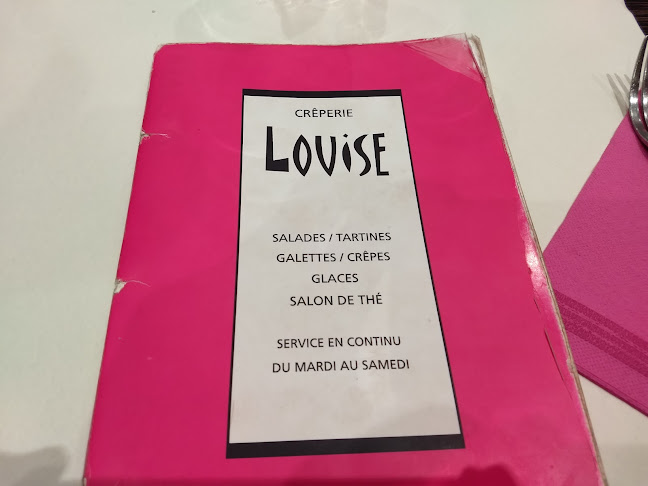 CRÊPERIE
LOUiSE
SALADES / TARTINES
GALETTES / CRÊPES
GLACES
SALON DE THÉ
SERVICE EN CONTINU
DU MARDI AU SAMEDI